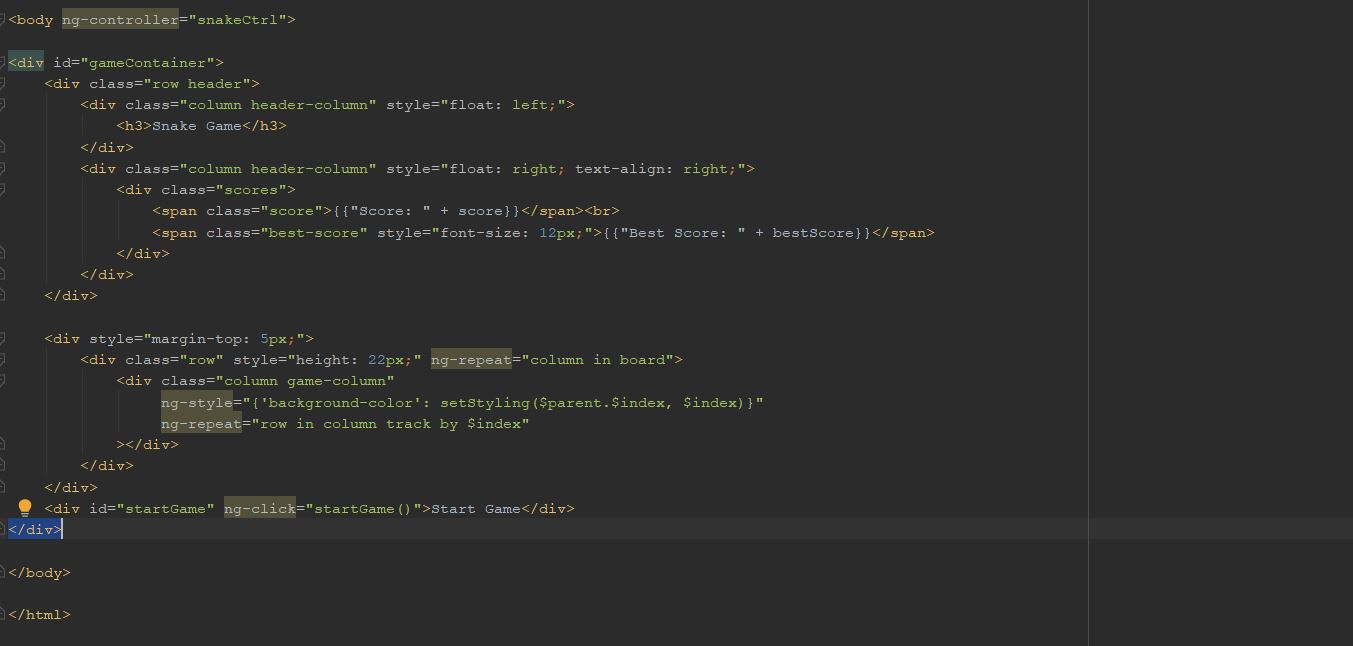 <body ng-controller="snakeCtrl">
<div id="gameContainer">
<div class="row header">
<div class="column header-column" style="float: left;">
<h3>Snake Game</h3>
</div>
<div class="column header-column" style="float: right; text-align: right;">
<div class="scores">
<span class="score">{{"Score: " + score}}</span><br>
<span class="best-score" style="font-size: 12px;">{{"Best Score: " + bestScore}}</span>
</div>
</div>
</div>
<div style="margin-top: 5px;">
<div class="row" style="height: 22px;" ng-repeat="column in board">
<div class="column game-column"
ng-style="{'background-color': setStyling($parent.$index, $index)}"
ng-repeat="row in column track by $index"
></div>
</div>
</div>
<div id="startGame" ng-click="startGame()">Start Game</div>
</div>
</body>
</html>